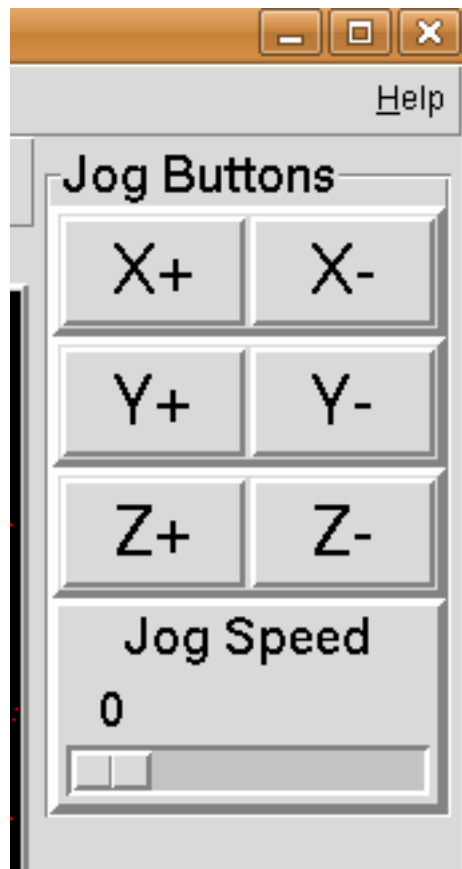 Help
Jog Buttons
X+ X-
Y+ Y-
Z+ Z-
Jog Speed
0